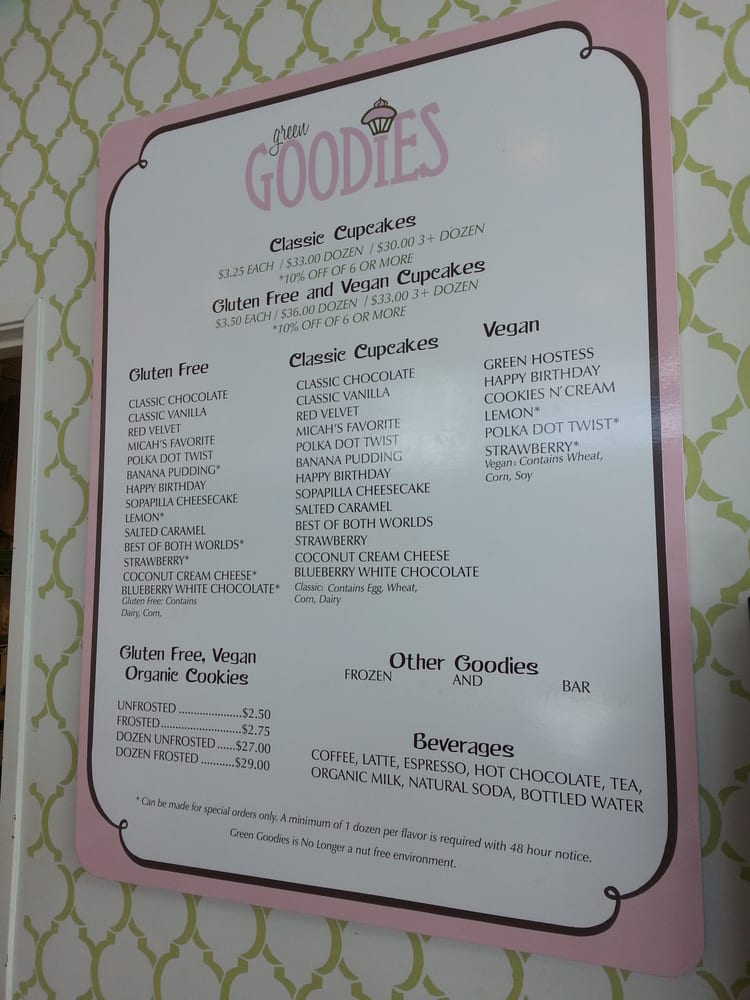 green
GOODIES
Classic Cupcakes
$3.25 EACH / $33.00 DOZEN / $30.00 3+ DOZEN
*10% OFF OF 6 OR MORE
Gluten Free and Vegan Cupcakes
$3.50 EACH / $36.00 DOZEN / $33.00 3+ DOZEN
*10% OFF OF 6 OR MORE
Gluten Free
CLASSIC CHOCOLATE
CLASSIC VANILLA
RED VELVET
MICAH'S FAVORITE
POLKA DOT TWIST
BANANA PUDDING*
HAPPY BIRTHDAY
SOPAPILLA CHEESECAKE
LEMON*
SALTED CARAMEL
BEST OF BOTH WORLDS*
STRAWBERRY*
COCONUT CREAM CHEESE*
BLUEBERRY WHITE CHOCOLATE*
Gluten Free: Contains
Dairy, Corn,
Classic Cupcakes
CLASSIC CHOCOLATE
CLASSIC VANILLA
RED VELVET
MICAH'S FAVORITE
POLKA DOT TWIST
BANANA PUDDING
HAPPY BIRTHDAY
SOPAPILLA CHEESECAKE
SALTED CARAMEL
BEST OF BOTH WORLDS
STRAWBERRY
COCONUT CREAM CHEESE
BLUEBERRY WHITE CHOCOLATE
Classic: Contains Egg, Wheat,
Corn, Dairy
Vegan
GREEN HOSTESS
HAPPY BIRTHDAY
COOKIES N' CREAM
LEMON*
POLKA DOT TWIST*
STRAWBERRY*
Vegan: Contains Wheat,
Corn, Soy
Gluten Free, Vegan
Organic Cookies
UNFROSTED .....................$2.50
FROSTED...........................$2.75
DOZEN UNFROSTED ......$27.00
DOZEN FROSTED ...........$29.00
Other Goodies
FROZEN AND BAR
Beverages
COFFEE, LATTE, ESPRESSO, HOT CHOCOLATE, TEA,
ORGANIC MILK, NATURAL SODA, BOTTLED WATER
* Can be made for special orders only. A minimum of 1 dozen per flavor is required with 48 hour notice.
Green Goodies is No Longer a nut free environment.